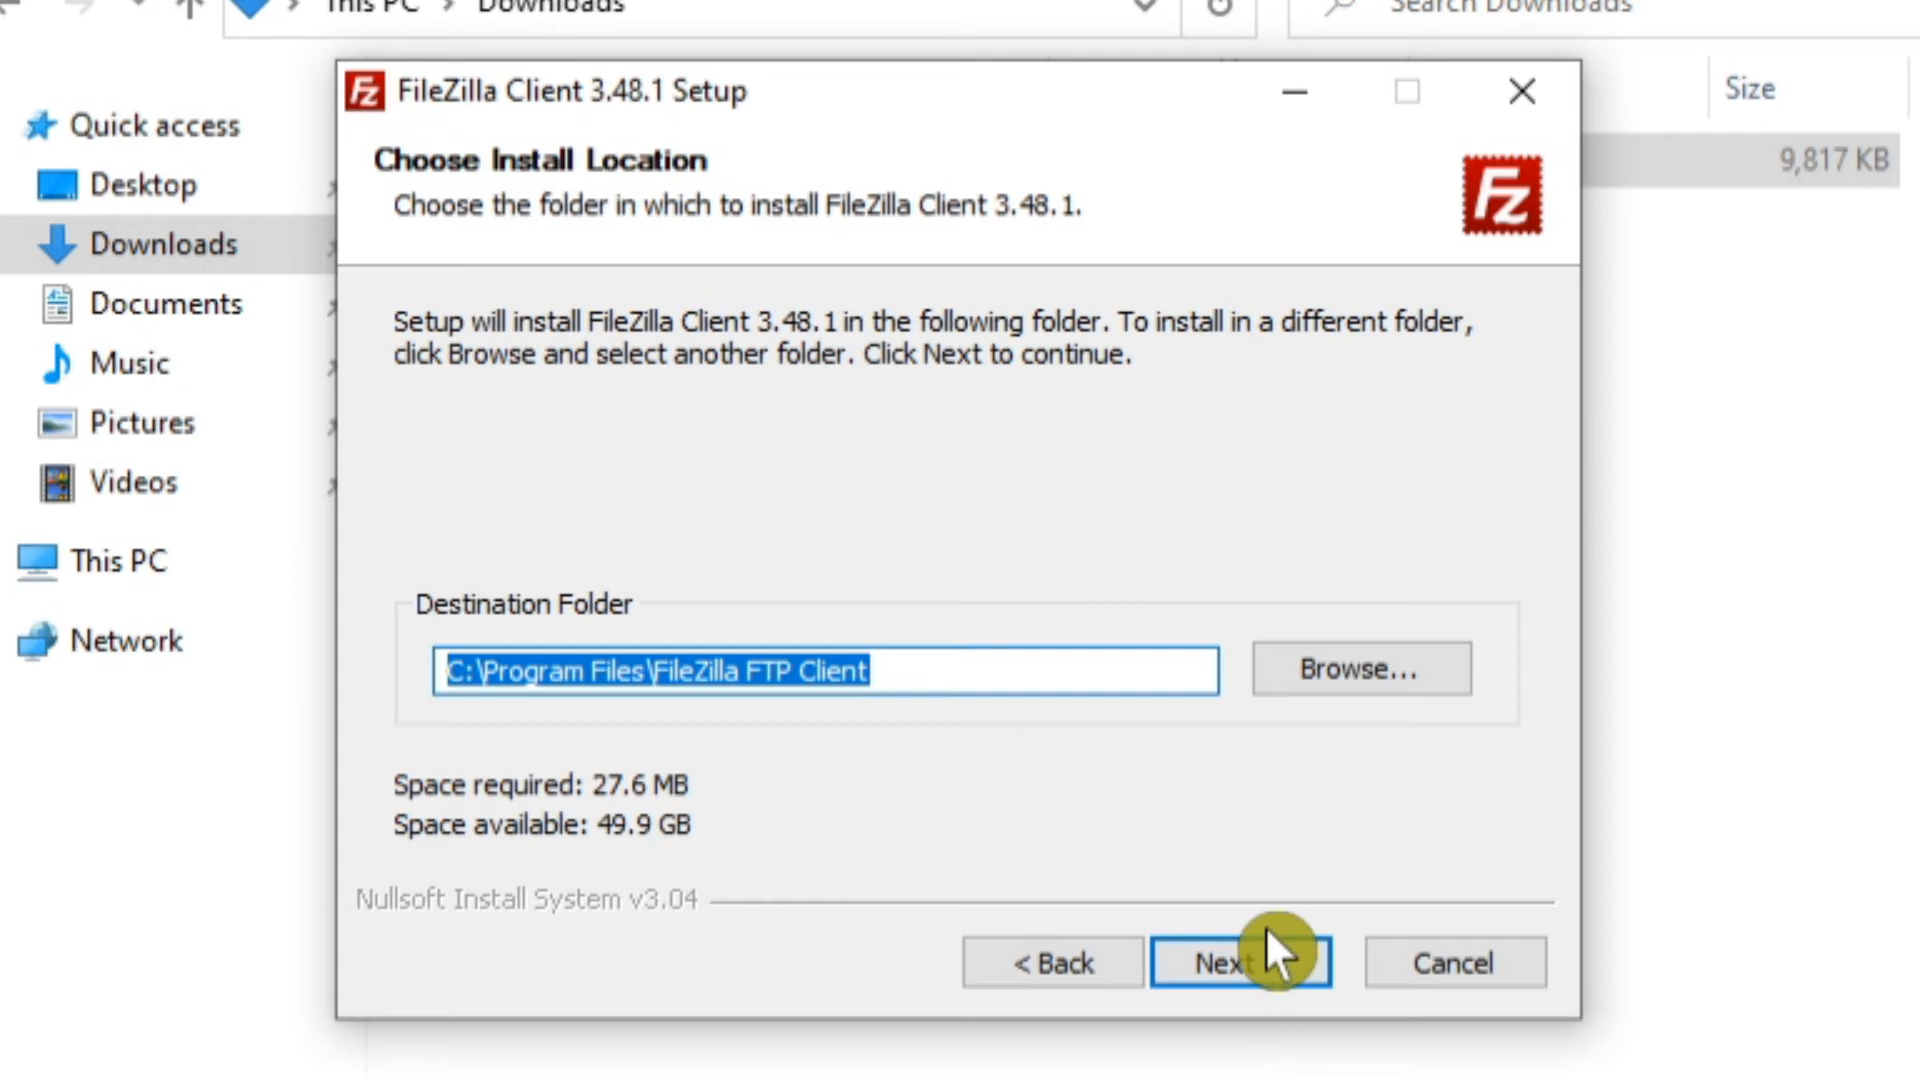 This PC > Downloads
Search Downloads
Size
9,817 KB
Quick access
Desktop
Downloads
Documents
Music
Pictures
Videos
This PC
Network
Fz FileZilla Client 3.48.1 Setup
Choose Install Location
Choose the folder in which to install FileZilla Client 3.48.1.
Fz
Setup will install FileZilla Client 3.48.1 in the following folder. To install in a different folder,
click Browse and select another folder. Click Next to continue.
Destination Folder
C:\Program Files\FileZilla FTP Client
Browse...
Space required: 27.6 MB
Space available: 49.9 GB
Nullsoft Install System v3.04
< Back
Next
Cancel